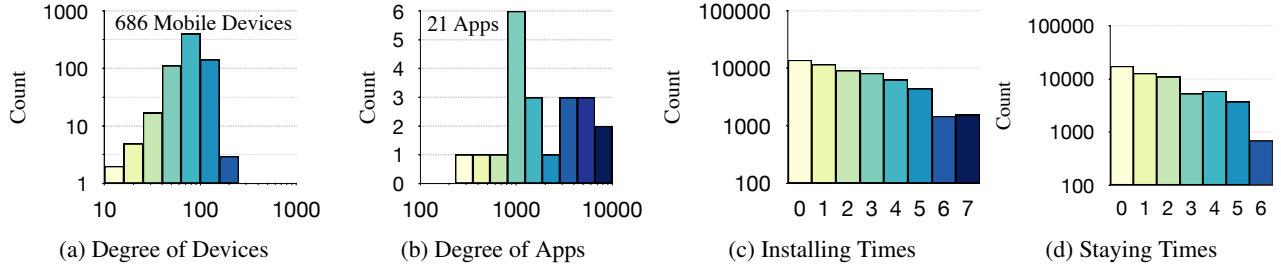 686 Mobile Devices
Count
1000
100
10
1
10 100 1000
(a) Degree of Devices
21 Apps
Count
6
5
4
3
2
1
0
100 1000 10000
(b) Degree of Apps
Count
100000
10000
1000
100
0 1 2 3 4 5 6 7
(c) Installing Times
Count
100000
10000
1000
100
0 1 2 3 4 5 6
(d) Staying Times